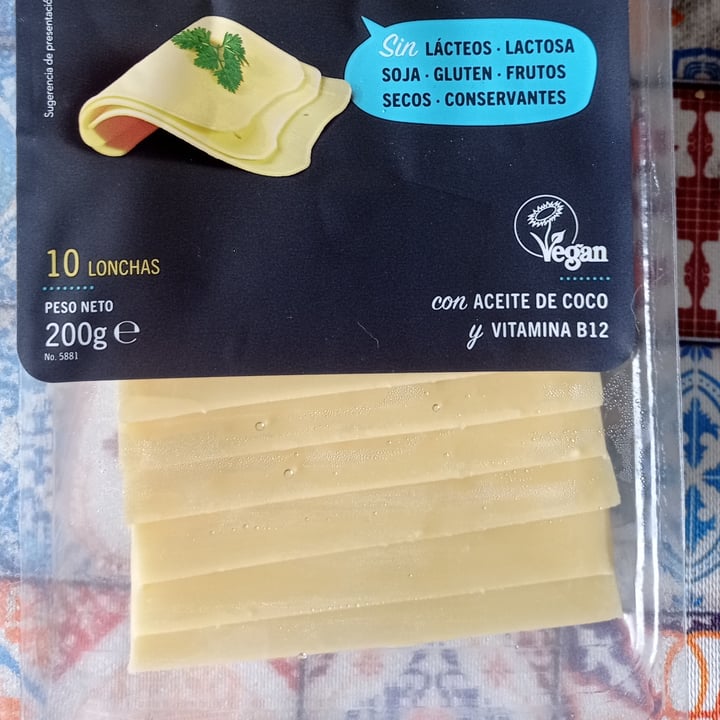 Sugerencia de presentación
Sin LÁCTEOS · LACTOSA
SOJA · GLUTEN · FRUTOS
SECOS · CONSERVANTES
Vegan
10 LONCHAS
PESO NETO
200g ℮
No. 5881
con ACEITE DE COCO
y VITAMINA B12